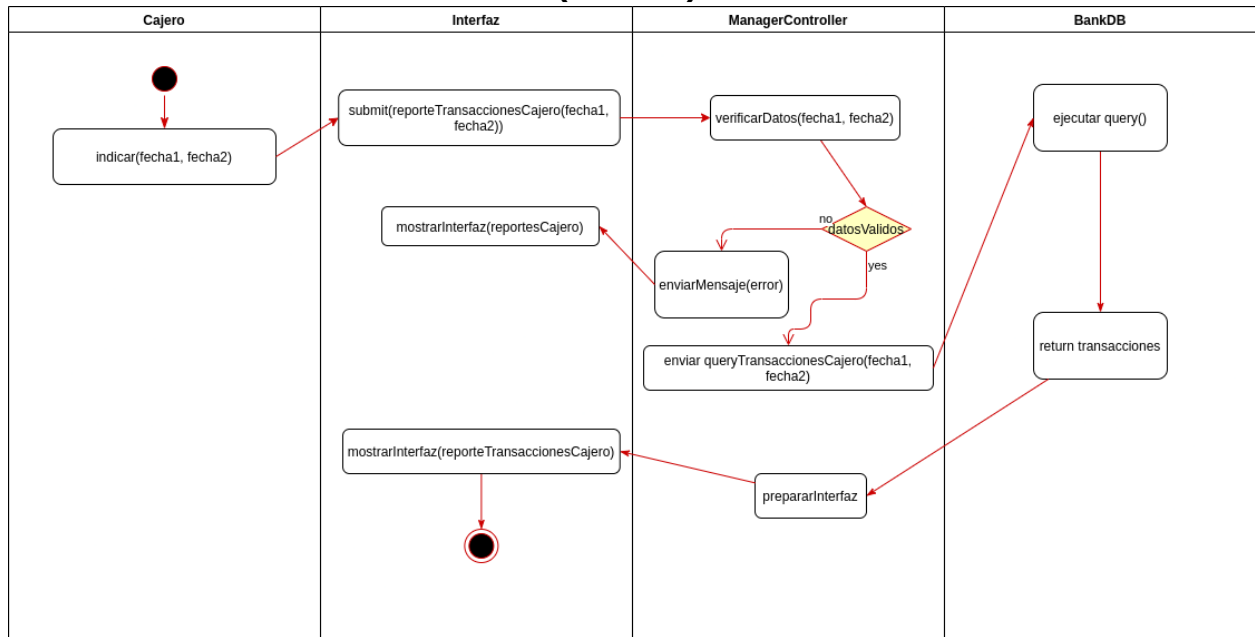 Cajero
Interfaz
ManagerController
BankDB
indicar(fecha1, fecha2)
submit(reporteTransaccionesCajero(fecha1,
fecha2))
verificarDatos(fecha1, fecha2)
ejecutar query()
mostrarInterfaz(reportesCajero)
no
datosValidos
yes
enviarMensaje(error)
return transacciones
enviar queryTransaccionesCajero(fecha1,
fecha2)
mostrarInterfaz(reporteTransaccionesCajero)
prepararInterfaz